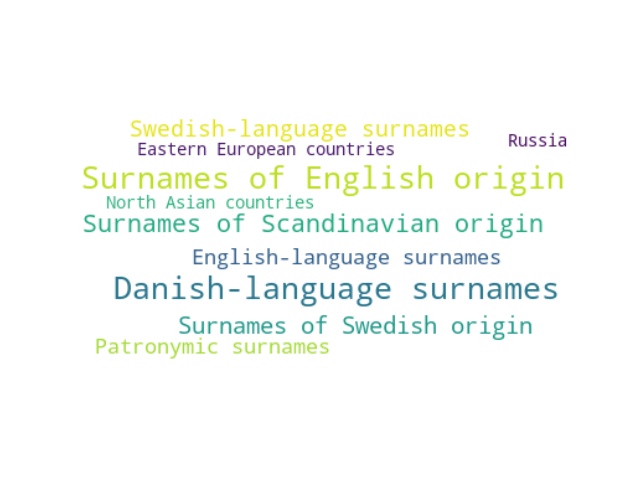 Swedish-language surnames
Russia
Eastern European countries
Surnames of English origin
North Asian countries
Surnames of Scandinavian origin
English-language surnames
Danish-language surnames
Surnames of Swedish origin
Patronymic surnames